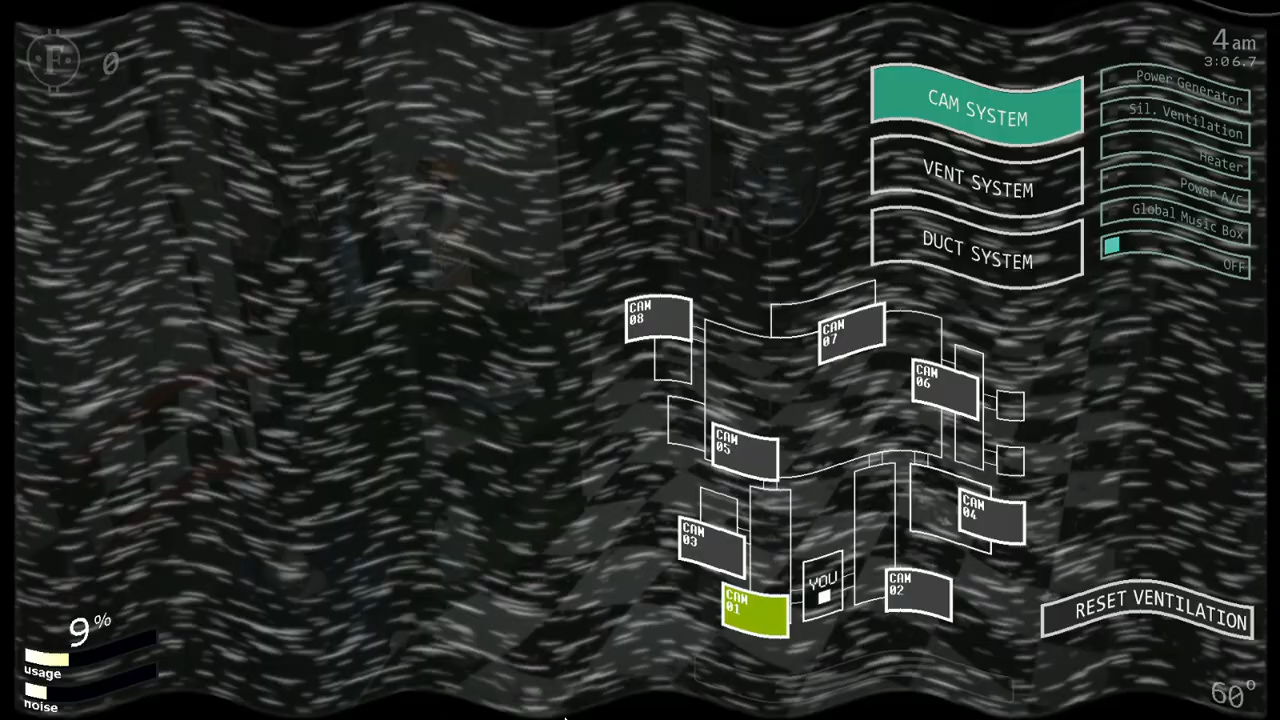 F 0
4am
3:06.7
CAM SYSTEM
VENT SYSTEM
DUCT SYSTEM
Power Generator
Sil. Ventilation
Heater
Power A/C
Global Music Box
OFF
CAM
08
CAM
07
CAM
06
CAM
05
CAM
04
CAM
03
YOU
CAM
02
CAM
01
RESET VENTILATION
9%
usage
noise
60°